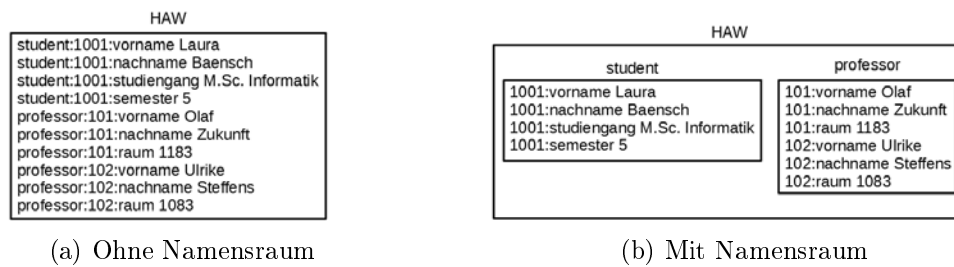 HAW
student:1001:vorname Laura
student:1001:nachname Baensch
student:1001:studiengang M.Sc. Informatik
student:1001:semester 5
professor:101:vorname Olaf
professor:101:nachname Zukunft
professor:101:raum 1183
professor:102:vorname Ulrike
professor:102:nachname Steffens
professor:102:raum 1083
(a) Ohne Namensraum
HAW
student
1001:vorname Laura
1001:nachname Baensch
1001:studiengang M.Sc. Informatik
1001:semester 5
professor
101:vorname Olaf
101:nachname Zukunft
101:raum 1183
102:vorname Ulrike
102:nachname Steffens
102:raum 1083
(b) Mit Namensraum